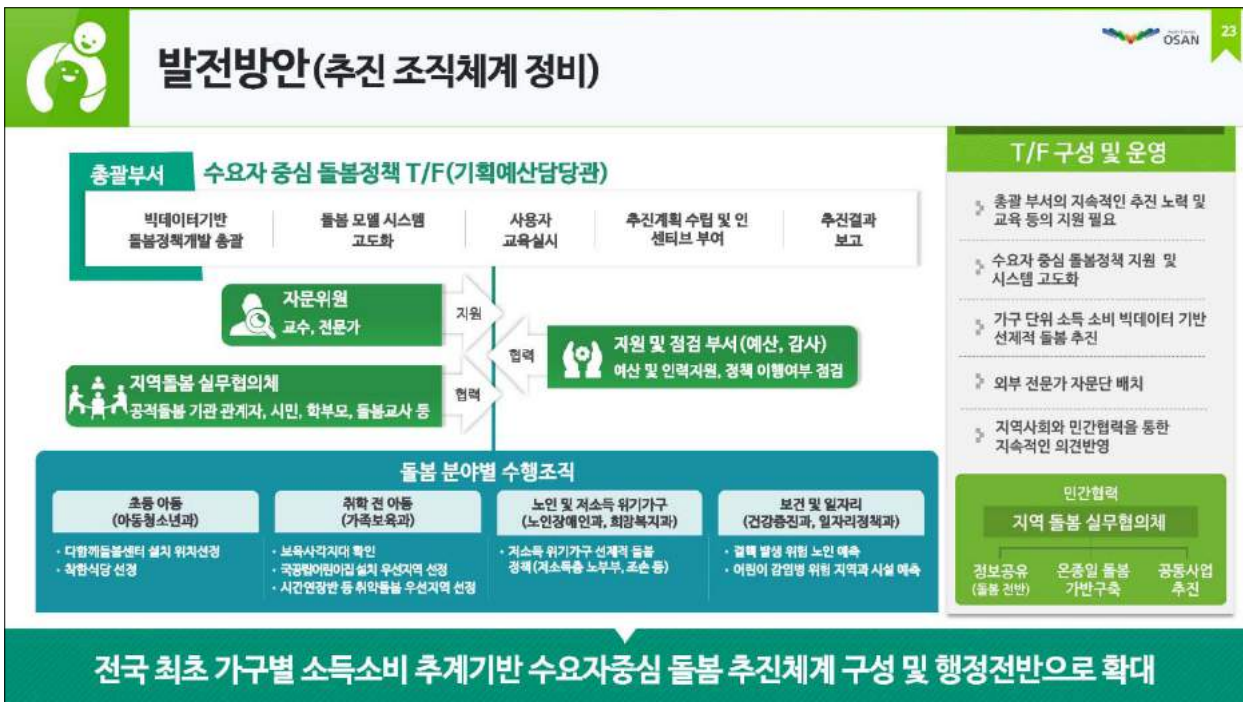 발전방안(추진 조직체계 정비)
OSAN
23
총괄부서
수요자 중심 돌봄정책 T/F(기획예산담당관)
빅데이터기반
돌봄정책개발 총괄
돌봄 모델 시스템
고도화
사용자
교육실시
추진계획 수립 및 인
센티브 부여
추진결과
보고
자문위원
교수, 전문가
지원
협력
지원 및 점검 부서(예산, 감사)
예산 및 인력지원, 정책 이행여부 점검
지역돌봄 실무협의체
공적돌봄 기관 관계자, 시민, 학부모, 돌봄교사 등
협력
돌봄 분야별 수행조직
초등 아동
(아동청소년과)
· 다함께돌봄센터 설치 위치선정
· 착한식당 선정
취학 전 아동
(가족보육과)
· 보육사각지대 확인
· 국공립어린이집 설치 우선지역 선정
· 시간연장반 등 취약돌봄 우선지역 선정
노인 및 저소득 위기가구
(노인장애인과, 희망복지과)
· 저소득 위기가구 선제적 돌봄
정책(저소득층 노부부, 조손 등)
보건 및 일자리
(건강증진과, 일자리정책과)
· 결핵 발생 위험 노인 예측
· 어린이 감염병 위험 지역과 시설 예측
T/F 구성 및 운영
총괄 부서의 지속적인 추진 노력 및
교육 등의 지원 필요
수요자 중심 돌봄정책 지원 및
시스템 고도화
가구 단위 소득 소비 빅데이터 기반
선제적 돌봄 추진
외부 전문가 자문단 배치
지역사회와 민간협력을 통한
지속적인 의견반영
민간협력
지역 돌봄 실무협의체
정보공유
(돌봄 전반)
온종일 돌봄
가반구축
공동사업
추진
전국 최초 가구별 소득소비 추계기반 수요자중심 돌봄 추진체계 구성 및 행정전반으로 확대